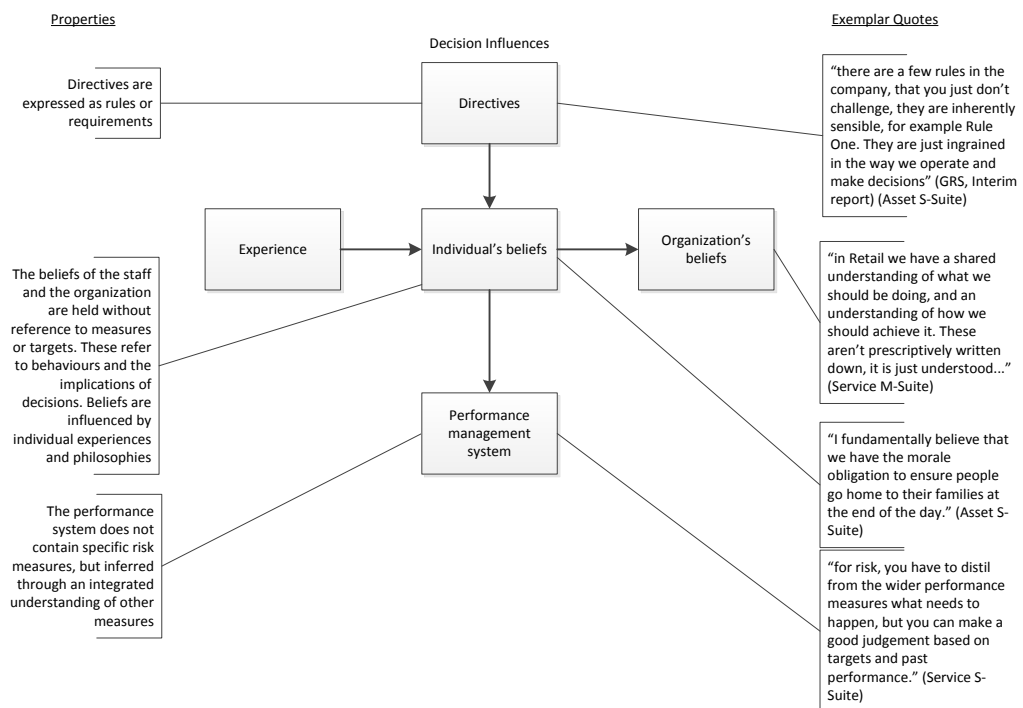 Properties
Directives are
expressed as rules or
requirements
The beliefs of the staff
and the organization
are held without
reference to measures
or targets. These refer
to behaviours and the
implications of
decisions. Beliefs are
influenced by
individual experiences
and philosophies
The performance
system does not
contain specific risk
measures, but inferred
through an integrated
understanding of other
measures
Decision Influences
Directives
Experience
Individual’s beliefs
Organization’s
beliefs
Performance
management
system
Exemplar Quotes
“there are a few rules in the
company, that you just don’t
challenge, they are inherently
sensible, for example Rule
One. They are just ingrained
in the way we operate and
make decisions” (GRS, Interim
report) (Asset S-Suite)
“in Retail we have a shared
understanding of what we
should be doing, and an
understanding of how we
should achieve it. These
aren’t prescriptively written
down, it is just understood...”
(Service M-Suite)
“I fundamentally believe that
we have the morale
obligation to ensure people
go home to their families at
the end of the day.” (Asset S-
Suite)
“for risk, you have to distil
from the wider performance
measures what needs to
happen, but you can make a
good judgement based on
targets and past
performance.” (Service S-
Suite)